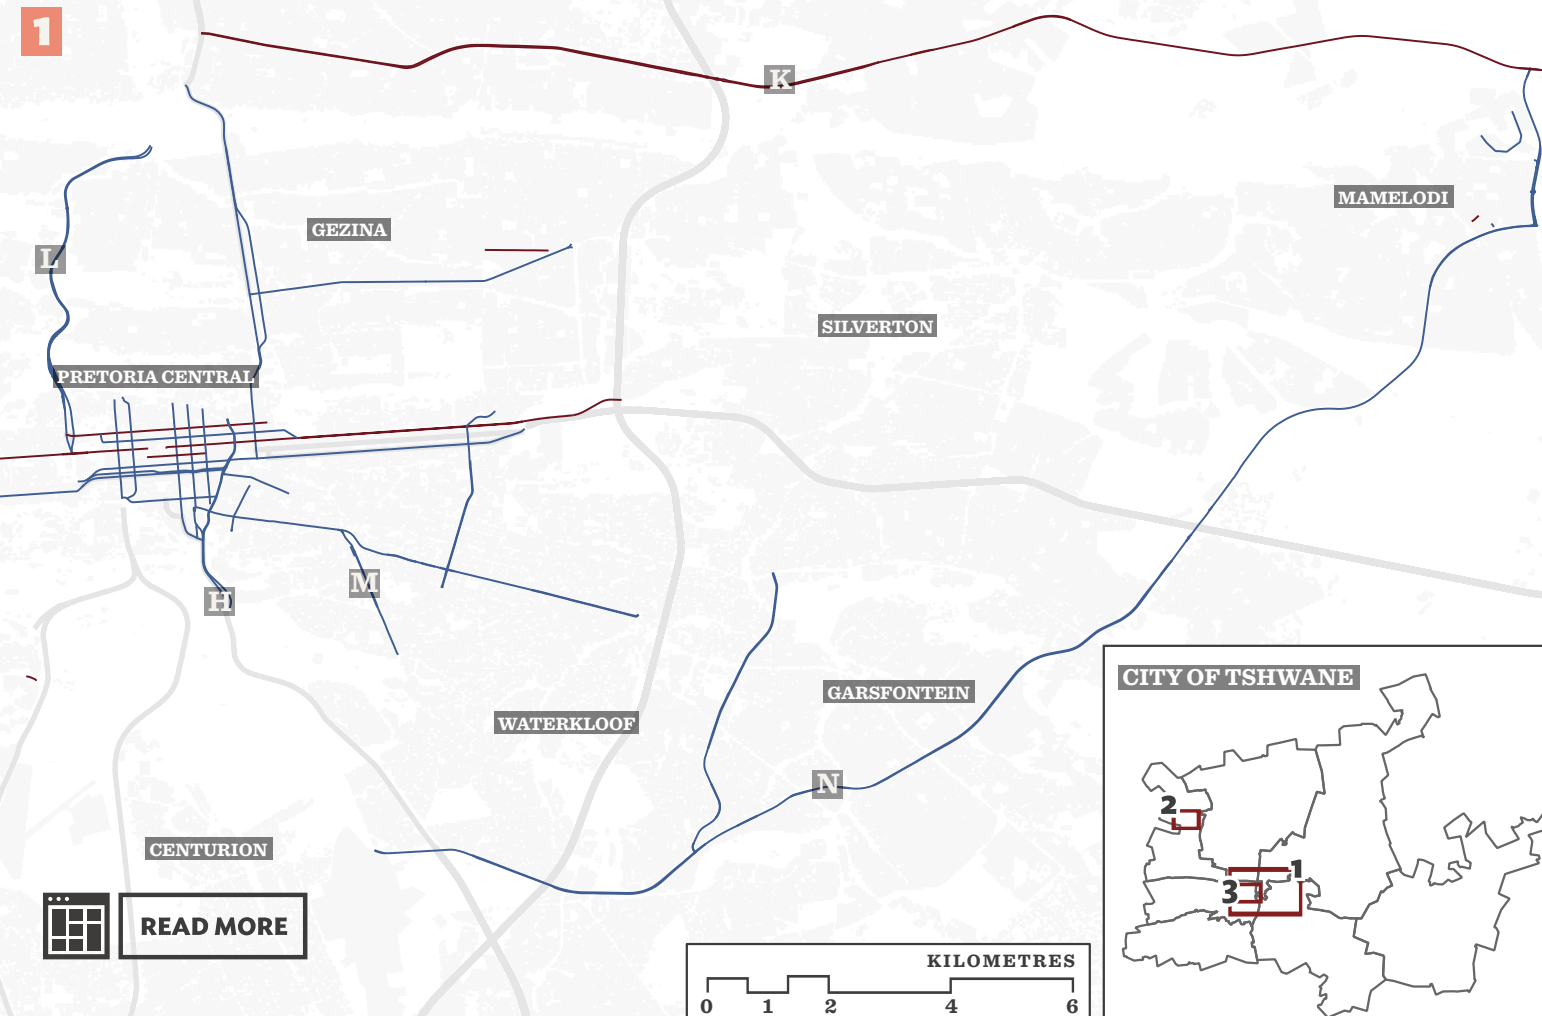 1
K
MAMELODI
GEZINA
L
SILVERTON
PRETORIA CENTRAL
M
H
GARSFONTEIN
WATERKLOOF
N
CENTURION
READ MORE
KILOMETRES
0 1 2 4 6
CITY OF TSHWANE
2
1
3